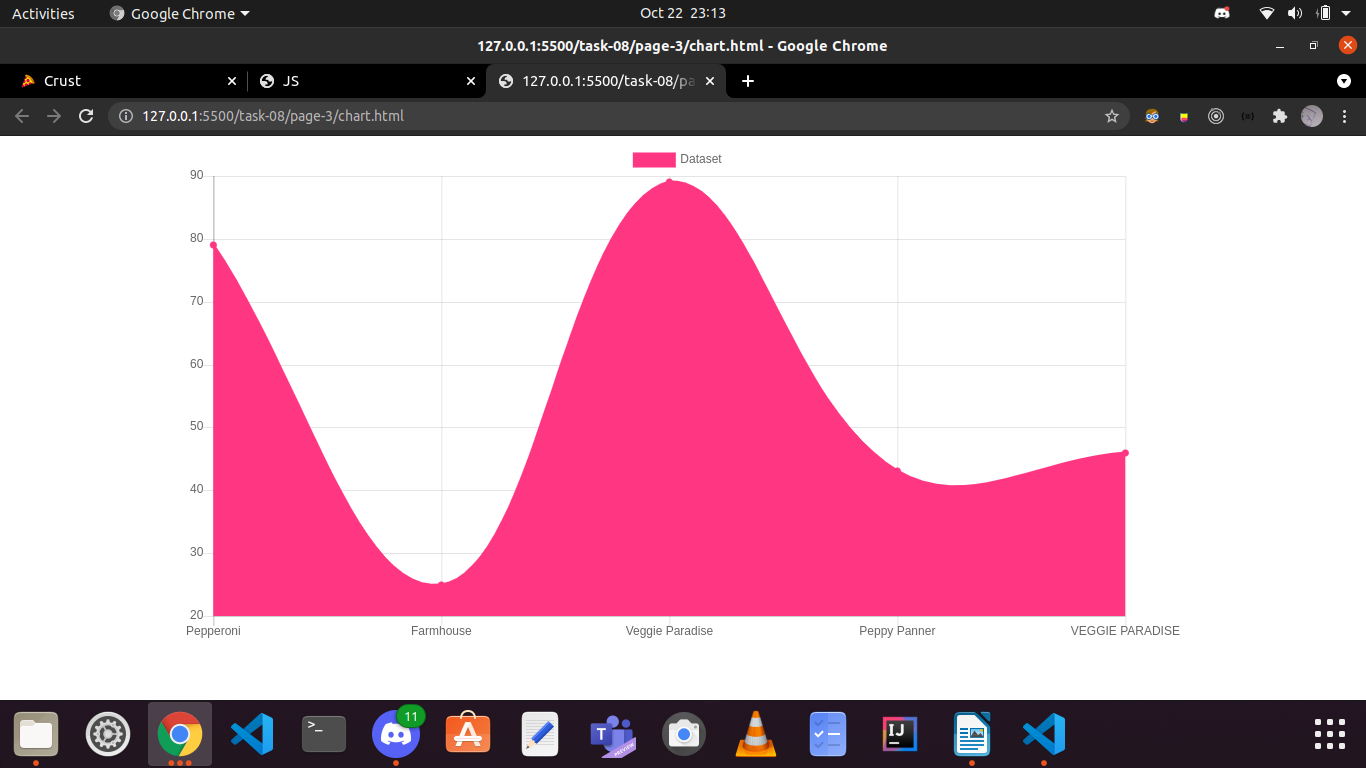 Activities Google Chrome Oct 22 23:13
127.0.0.1:5500/task-08/page-3/chart.html - Google Chrome
Crust JS 127.0.0.1:5500/task-08/pa
127.0.0.1:5500/task-08/page-3/chart.html
Dataset
90
80
70
60
50
40
30
20
Pepperoni Farmhouse Veggie Paradise Peppy Panner VEGGIE PARADISE
>_ 11 T PREVIEW IJ